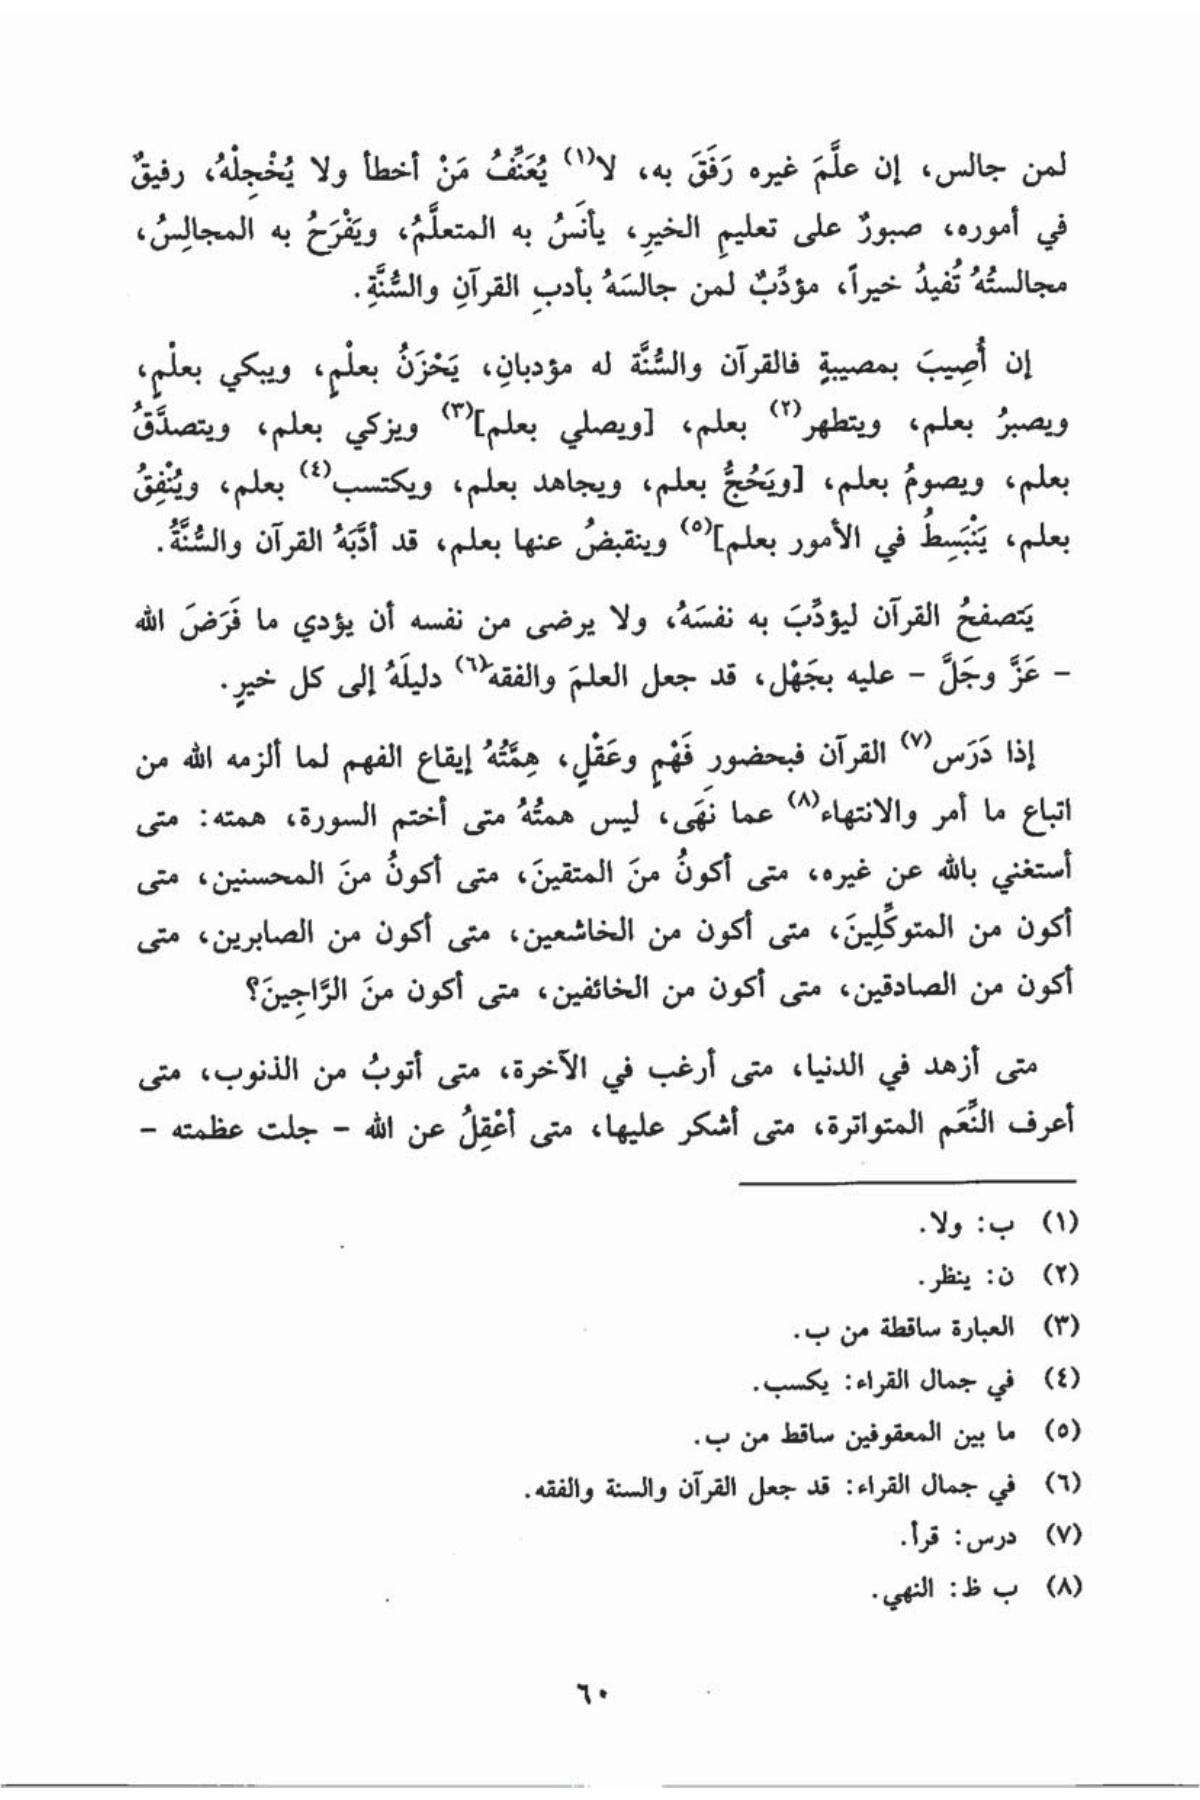 لمن جالس، إن علَّمَ غيره رَفَقَ به، لا(١) يُعَنِّفُ مَنْ أخطأ ولا يُخْجِلْهُ، رفيقٌ
في أموره، صبورٌ على تعليمِ الخيرِ، يأنَسُ به المتعلَّمُ، ويَفْرَحُ به المجالِسُ،
مجالستُهُ تُفيدُ خيراً، مؤدِّبٌ لمن جالسَهُ بأدبِ القرآنِ والسُّنَّةِ.
إن أُصِيبَ بمصيبةٍ فالقرآن والسُّنَّة له مؤدبانِ، يَحْزَنُ بعلْمٍ، ويبكي بعلْمٍ،
ويصبرُ بعلم، ويتطهر(٢) بعلم، [ويصلي بعلم](٣) ويزكي بعلم، ويتصدَّقُ
بعلم، ويصومُ بعلم، [ويَحُجُّ بعلم، ويجاهد بعلم، ويكتسب(٤) بعلم، ويُنْفِقُ
بعلم، يَنْبَسِطُ في الأمور بعلم](٥) وينقبضُ عنها بعلم، قد أدَّبَهُ القرآن والسُّنَّةُ.
يَتصفحُ القرآن ليؤدِّبَ به نفسَهُ، ولا يرضى من نفسه أن يؤدي ما فَرَضَ الله
– عَزَّ وجَلَّ – عليه بجَهْل، قد جعل العلمَ والفقه(٦) دليلَهُ إلى كل خيرٍ.
إذا دَرَس(٧) القرآن فبحضورِ فَهْمٍ وعَقْلٍ، هِمَّتُهُ إيقاع الفهم لما ألزمه الله من
اتباع ما أمر والانتهاء(٨) عما نَهَى، ليس همتُهُ متى أختم السورة، همته: متى
أستغني بالله عن غيره، متى أكونُ منَ المتقينَ، متى أكونُ منَ المحسنين، متى
أكون من المتوكِّلِينَ، متى أكون من الخاشعين، متى أكون من الصابرين، متى
أكون من الصادقين، متى أكون من الخائفين، متى أكون منَ الرَّاجِينَ؟
متى أزهد في الدنيا، متى أرغب في الآخرة، متى أتوبُ من الذنوب، متى
أعرف النِّعَم المتواترة، متى أشكر عليها، متى أعْقِلُ عن الله – جلت عظمته –
(١) ب: ولا.
(٢) ن: ينظر.
(٣) العبارة ساقطة من ب.
(٤) في جمال القراء: يكسب.
(٥) ما بين المعقوفين ساقط من ب.
(٦) في جمال القراء: قد جعل القرآن والسنة والفقه.
(٧) درس: قرأ.
(٨) ب ظ: النهي.
٦٠